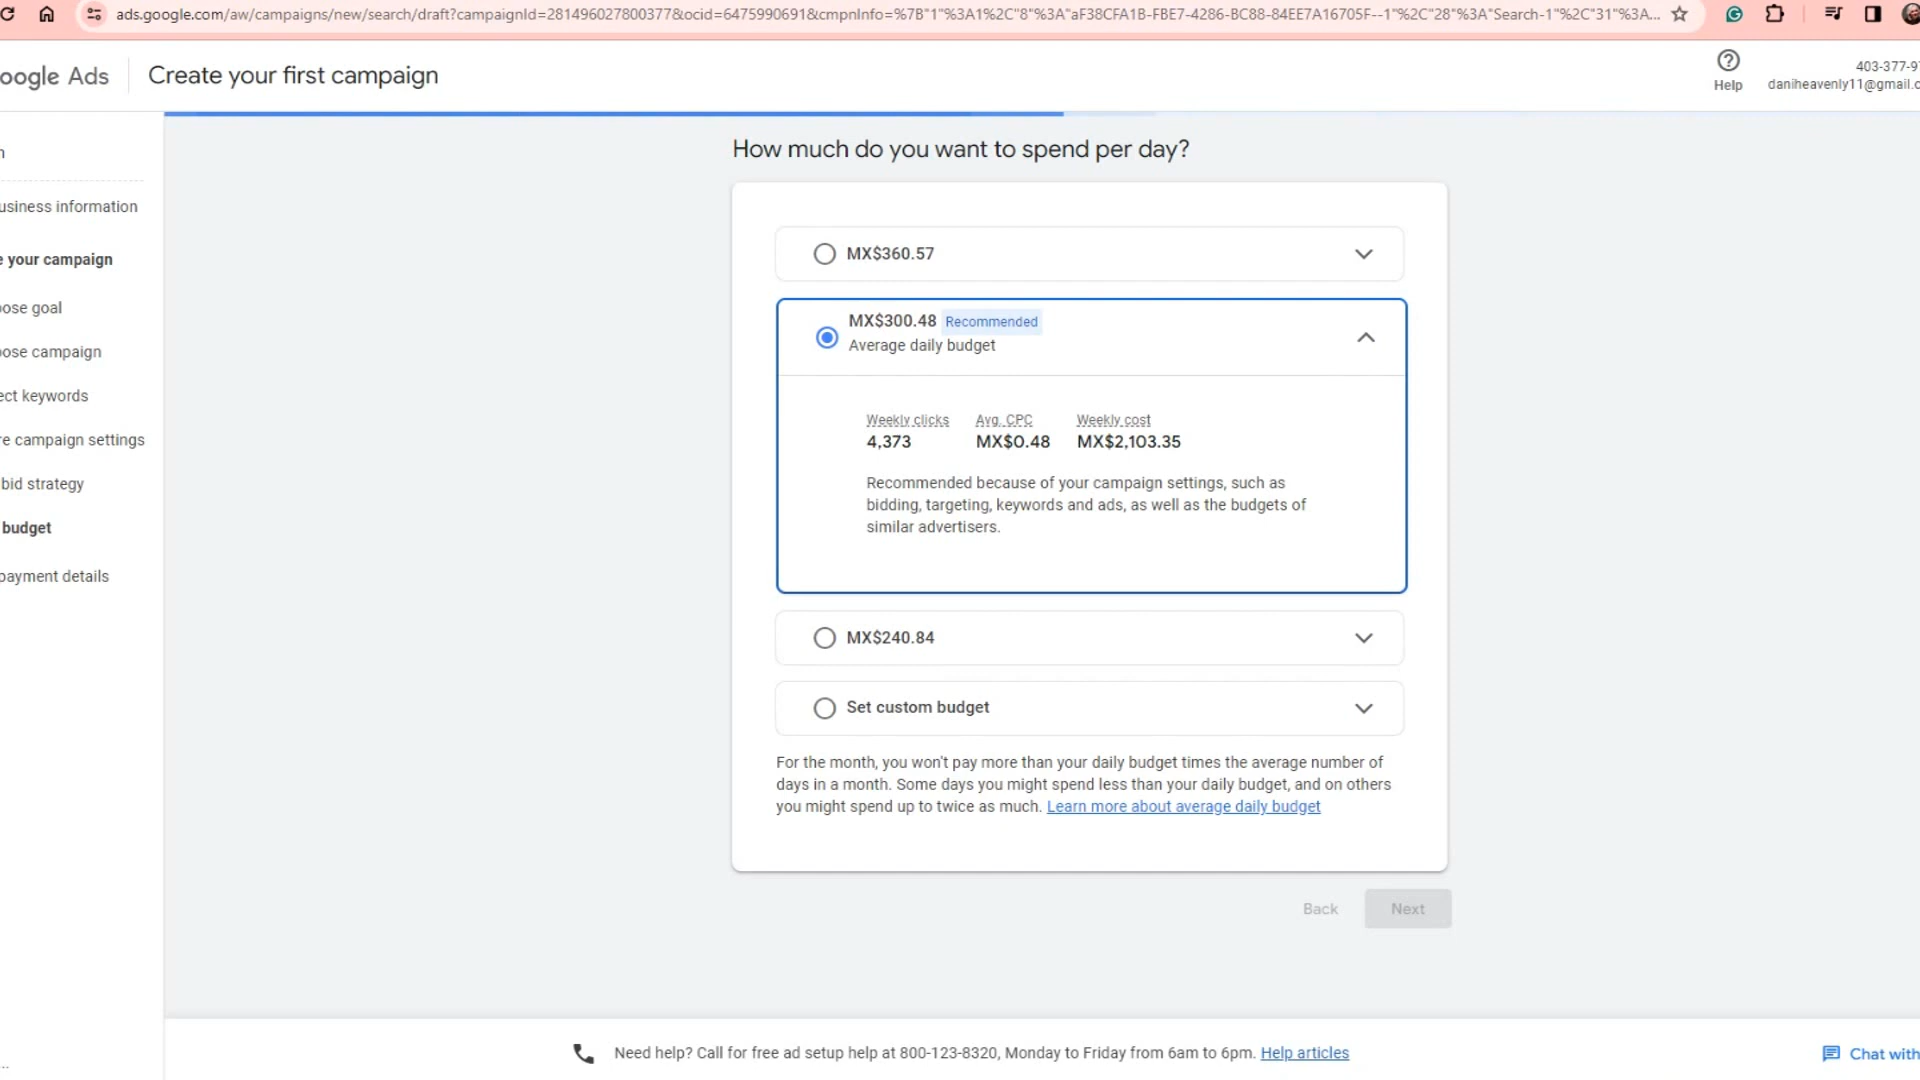 ads.google.com/aw/campaigns/new/search/draft?campaignId=281496027800377&ocid=6475990691&cmpnInfo=%7B"1"%3A1%2C"8"%3A"aF38CFA1B-FBE7-4286-BC88-84EE7A16705F--1"%2C"28"%3A"Search-1"%2C"31"%3A...
oogle Ads
Create your first campaign
Help
403-377-97
daniheavenly11@gmail.c
n
usiness information
e your campaign
oose goal
oose campaign
ect keywords
re campaign settings
bid strategy
budget
payment details
How much do you want to spend per day?
MX$360.57
MX$300.48 Recommended
Average daily budget
Weekly clicks Avg. CPC Weekly cost
4,373 MX$0.48 MX$2,103.35
Recommended because of your campaign settings, such as
bidding, targeting, keywords and ads, as well as the budgets of
similar advertisers.
MX$240.84
Set custom budget
For the month, you won't pay more than your daily budget times the average number of
days in a month. Some days you might spend less than your daily budget, and on others
you might spend up to twice as much. Learn more about average daily budget
Back Next
Need help? Call for free ad setup help at 800-123-8320, Monday to Friday from 6am to 6pm. Help articles
Chat with
...